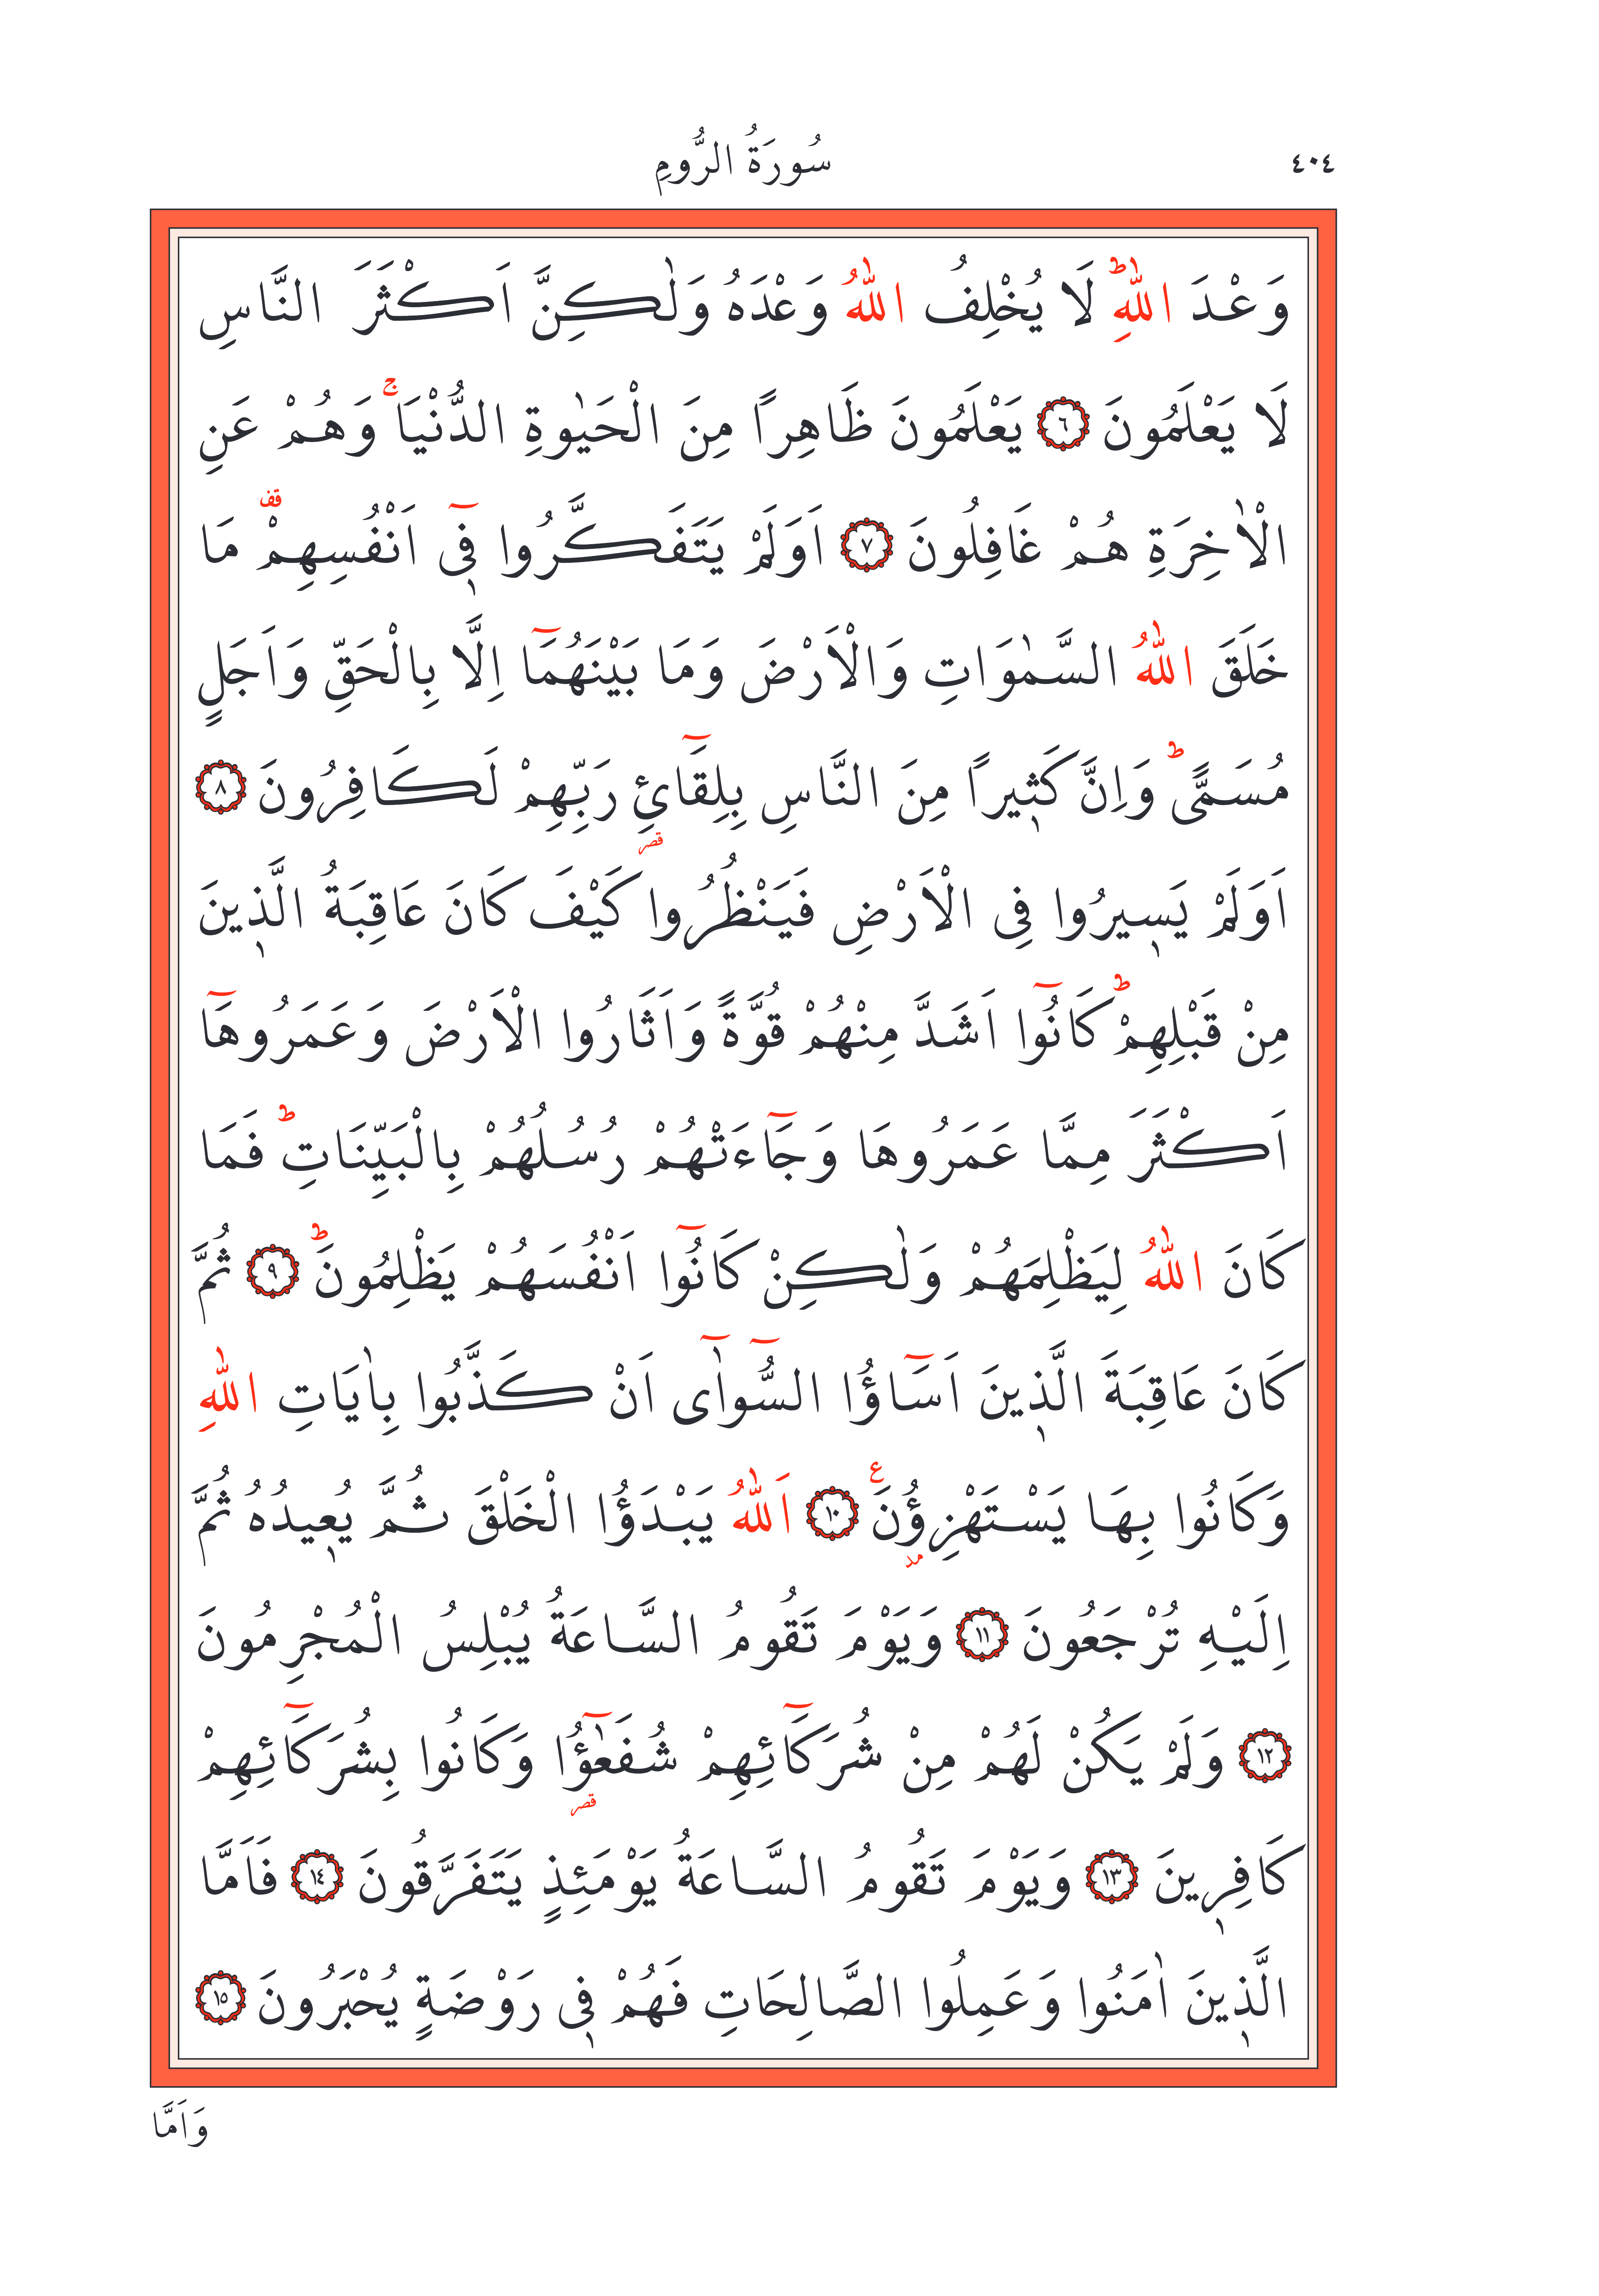 ٤٠٤
سُورَةُ الرُّومِ
وَعْدَ اللّٰهِۜ لَا يُخْلِفُ اللّٰهُ وَعْدَهُ وَلٰكِنَّ اَكْثَرَ النَّاسِ
لَا يَعْلَمُونَ ﴿٦﴾ يَعْلَمُونَ ظَاهِراً مِنَ الْحَيٰوةِ الدُّنْيَاۚ وَهُمْ عَنِ
الْاٰخِرَةِ هُمْ غَافِلُونَ ﴿٧﴾ اَوَلَمْ يَتَفَكَّرُوا ف۪ٓي اَنْفُسِهِمْ۠ مَا
خَلَقَ اللّٰهُ السَّمٰوَاتِ وَالْاَرْضَ وَمَا بَيْنَهُمَٓا اِلَّا بِالْحَقِّ وَاَجَلٍ
مُسَمًّىۜ وَاِنَّ كَث۪يراً مِنَ النَّاسِ بِلِقَٓائِ۬ رَبِّهِمْ لَكَافِرُونَ ﴿٨﴾
اَوَلَمْ يَس۪يرُوا فِي الْاَرْضِ فَيَنْظُرُوا كَيْفَ كَانَ عَاقِبَةُ الَّذ۪ينَ
مِنْ قَبْلِهِمْۜ كَانُٓوا اَشَدَّ مِنْهُمْ قُوَّةً وَاَثَارُوا الْاَرْضَ وَعَمَرُوهَٓا
اَكْثَرَ مِمَّا عَمَرُوهَا وَجَٓاءَتْهُمْ رُسُلُهُمْ بِالْبَيِّنَاتِۜ فَمَا
كَانَ اللّٰهُ لِيَظْلِمَهُمْ وَلٰكِنْ كَانُٓوا اَنْفُسَهُمْ يَظْلِمُونَۜ ﴿٩﴾ ثُمَّ
كَانَ عَاقِبَةَ الَّذ۪ينَ اَسَٓاؤُ۫ا السُّٓوآٰى اَنْ كَذَّبُوا بِاٰيَاتِ اللّٰهِ
وَكَانُوا بِهَا يَسْتَهْزِؤُ۫نَ۟ ﴿١٠﴾ اَللّٰهُ يَبْدَؤُا الْخَلْقَ ثُمَّ يُع۪يدُهُ ثُمَّ
اِلَيْهِ تُرْجَعُونَ ﴿١١﴾ وَيَوْمَ تَقُومُ السَّاعَةُ يُبْلِسُ الْمُجْرِمُونَ
﴿١٢﴾ وَلَمْ يَكُنْ لَهُمْ مِنْ شُرَكَٓائِهِمْ شُفَعٰٓؤُ۬ا وَكَانُوا بِشُرَكَٓائِهِمْ
كَافِر۪ينَ ﴿١٣﴾ وَيَوْمَ تَقُومُ السَّاعَةُ يَوْمَئِذٍ يَتَفَرَّقُونَ ﴿١٤﴾ فَاَمَّا
الَّذ۪ينَ اٰمَنُوا وَعَمِلُوا الصَّالِحَاتِ فَهُمْ ف۪ي رَوْضَةٍ يُحْبَرُونَ ﴿١٥﴾
وَاَمَّا